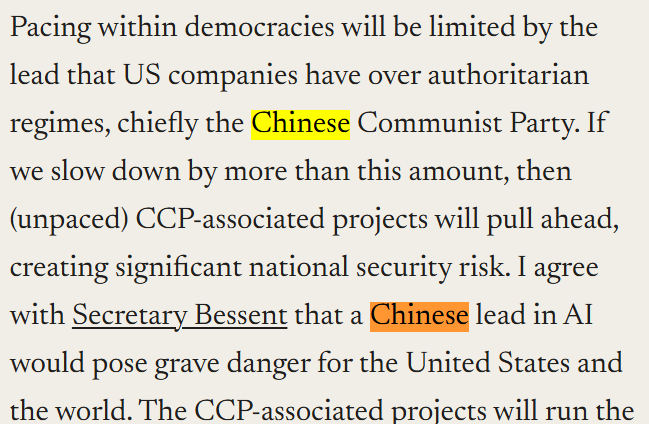 Pacing within democracies will be limited by the
lead that US companies have over authoritarian
regimes, chiefly the Chinese Communist Party. If
we slow down by more than this amount, then
(unpaced) CCP-associated projects will pull ahead,
creating significant national security risk. I agree
with Secretary Bessent that a Chinese lead in AI
would pose grave danger for the United States and
the world. The CCP-associated projects will run the